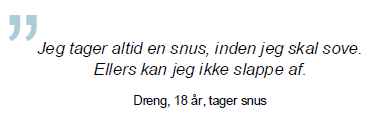 ”
Jeg tager altid en snus, inden jeg skal sove.
Ellers kan jeg ikke slappe af.
Dreng, 18 år, tager snus